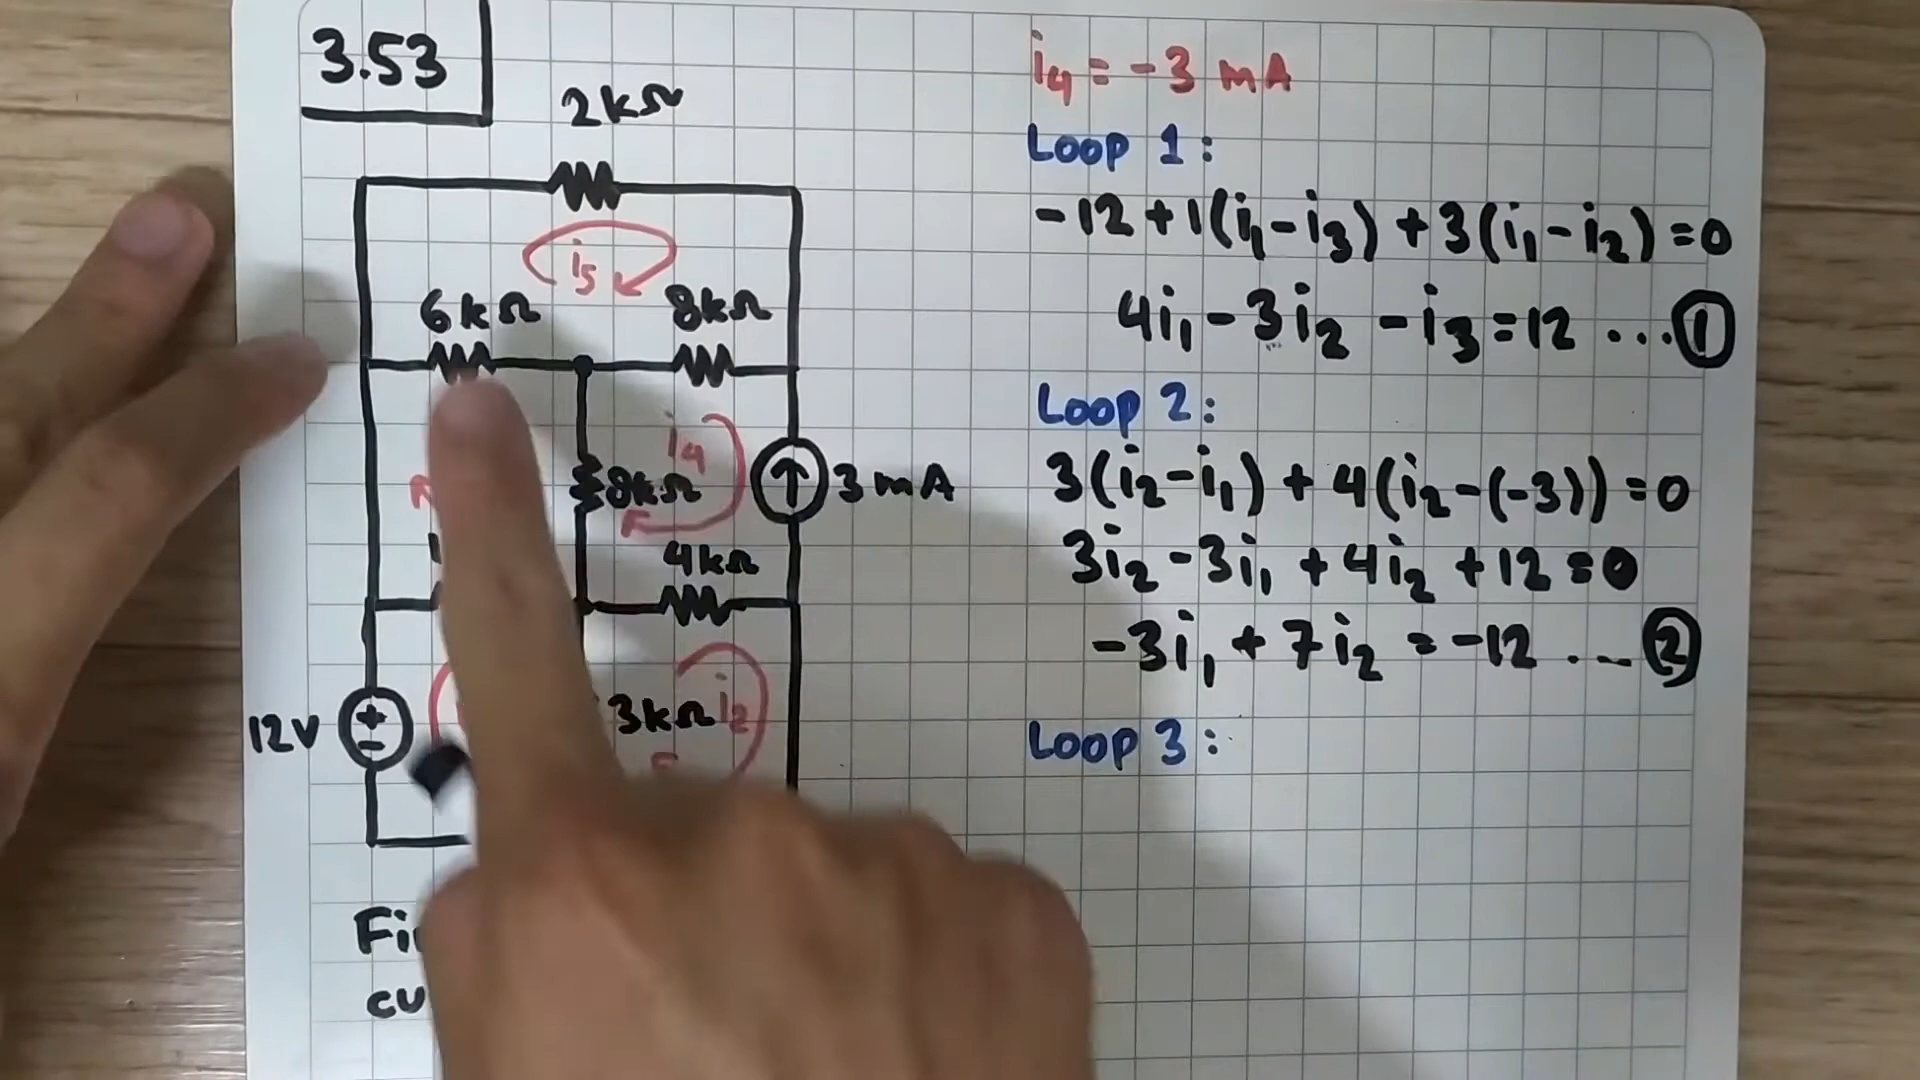 3.53
2kΩ
i5
6kΩ
8kΩ
i4
8kΩ
3mA
4kΩ
12V
+
-
3kΩ
i2
i4 = -3 mA
Loop 1:
-12 + 1(i1-i3) + 3(i1-i2) = 0
4i1 - 3i2 - i3 = 12 ... 1
Loop 2:
3(i2-i1) + 4(i2-(-3)) = 0
3i2 - 3i1 + 4i2 + 12 = 0
-3i1 + 7i2 = -12 ... 2
Loop 3: